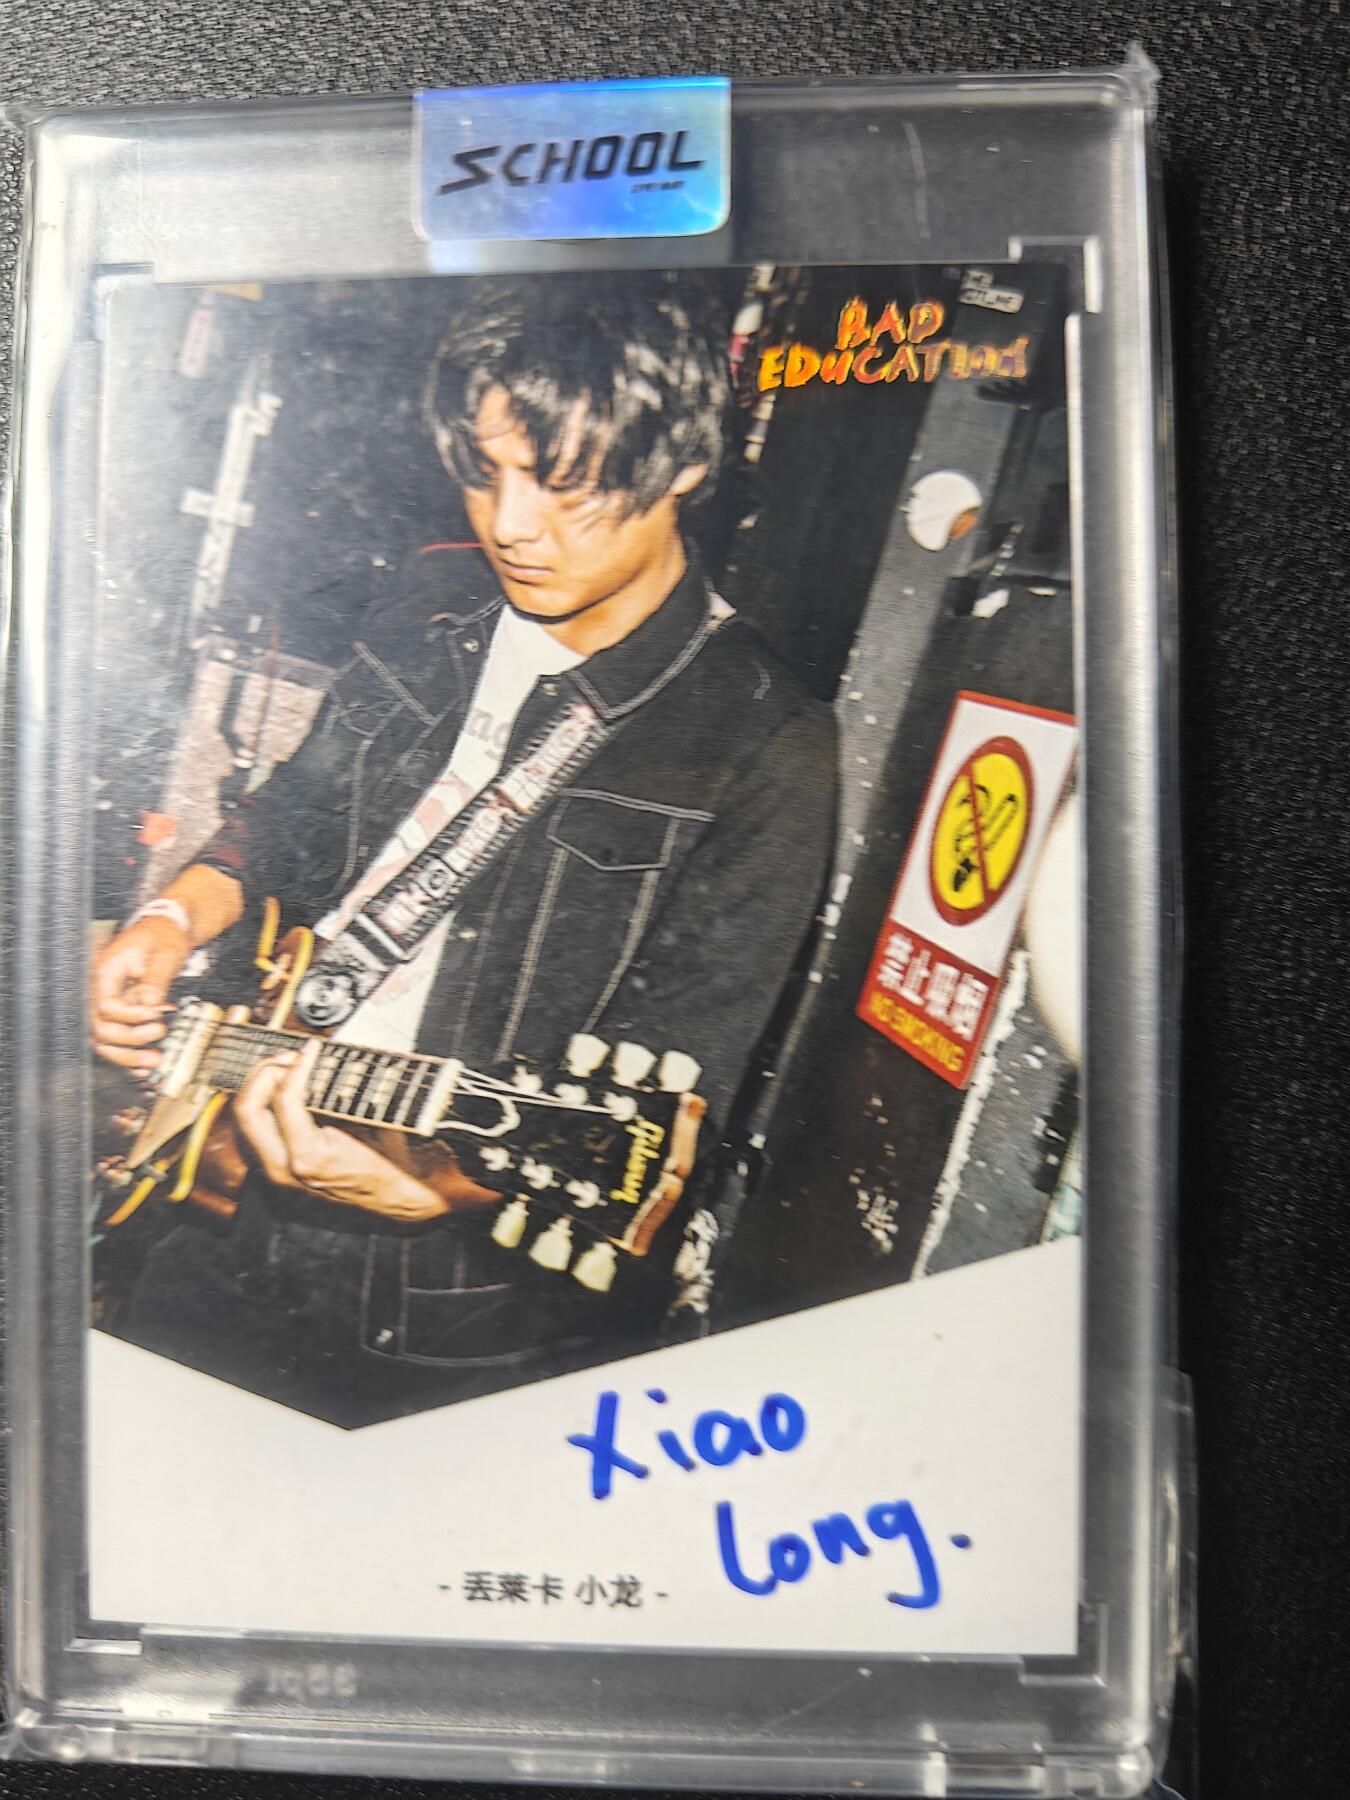 SCHOOL
BAD
EDUCATION
禁止吸烟
NO SMOKING
Gibson
Xiao
Long.
- 丢莱卡 小龙 -